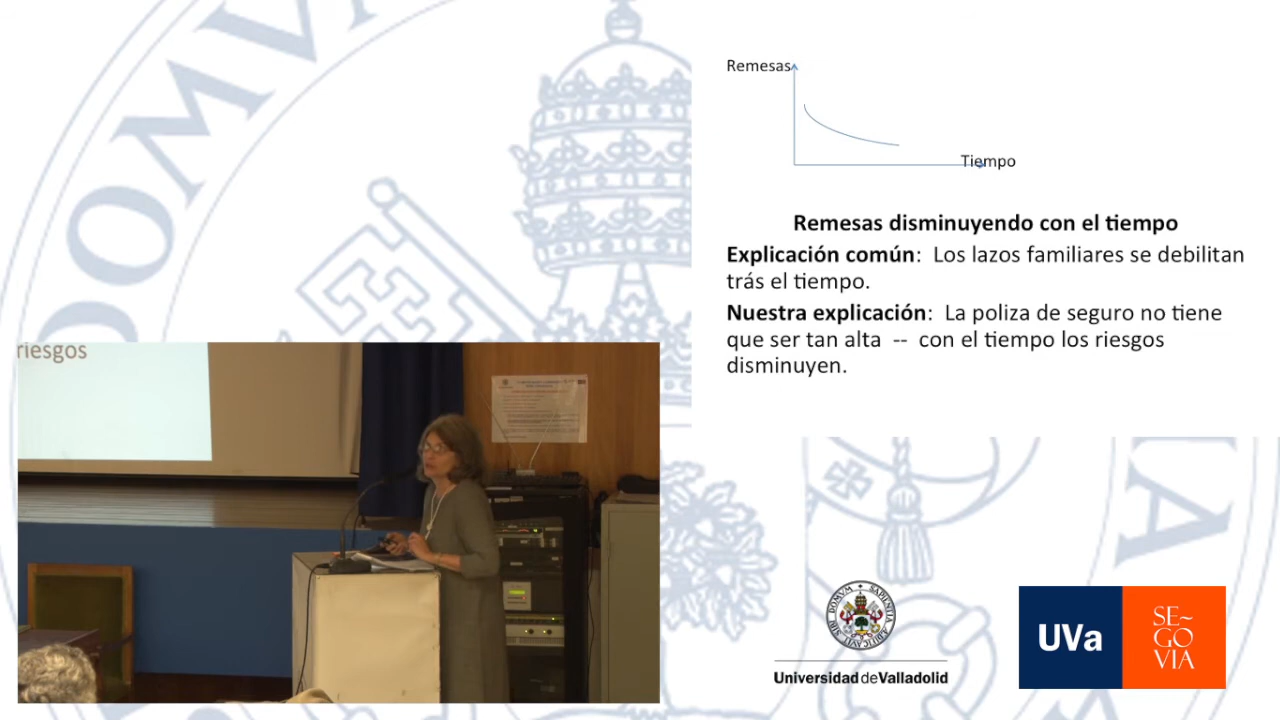 Remesas
Tiempo
Remesas disminuyendo con el tiempo
Explicación común: Los lazos familiares se debilitan
trás el tiempo.
Nuestra explicación: La poliza de seguro no tiene
que ser tan alta -- con el tiempo los riesgos
disminuyen.
riesgos
Universidad de Valladolid
UVa
SE~
GO
VIA